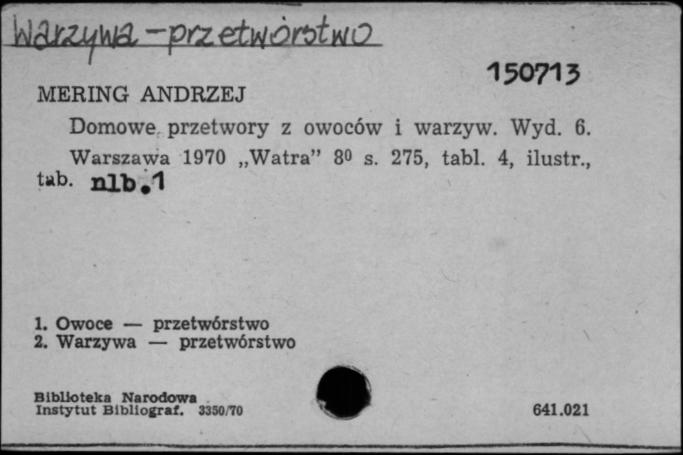 Warzywa - przetwórstwo
150713
MERING ANDRZEJ
Domowe przetwory z owoców i warzyw. Wyd. 6.
Warszawa 1970 „Watra” 8⁰ s. 275, tabl. 4, ilustr.,
tab. nlb. 1
1. Owoce — przetwórstwo
2. Warzywa — przetwórstwo
Biblioteka Narodowa
Instytut Bibliograf. 3350/70
641.021